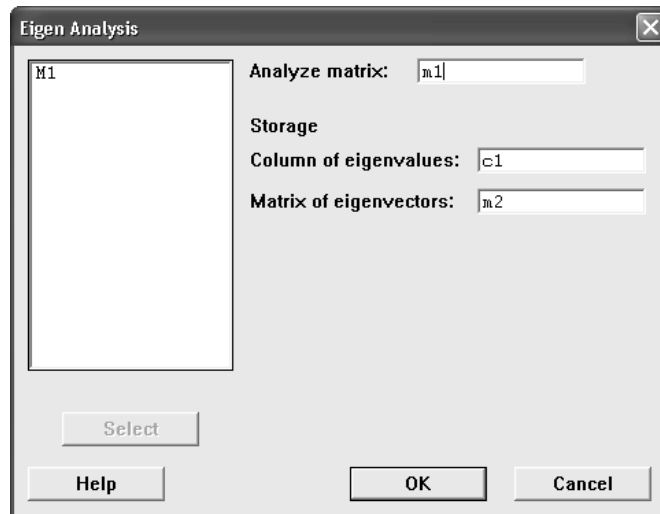 Eigen Analysis
M1
Analyze matrix: m1
Storage
Column of eigenvalues: c1
Matrix of eigenvectors: m2
Select
Help
OK
Cancel